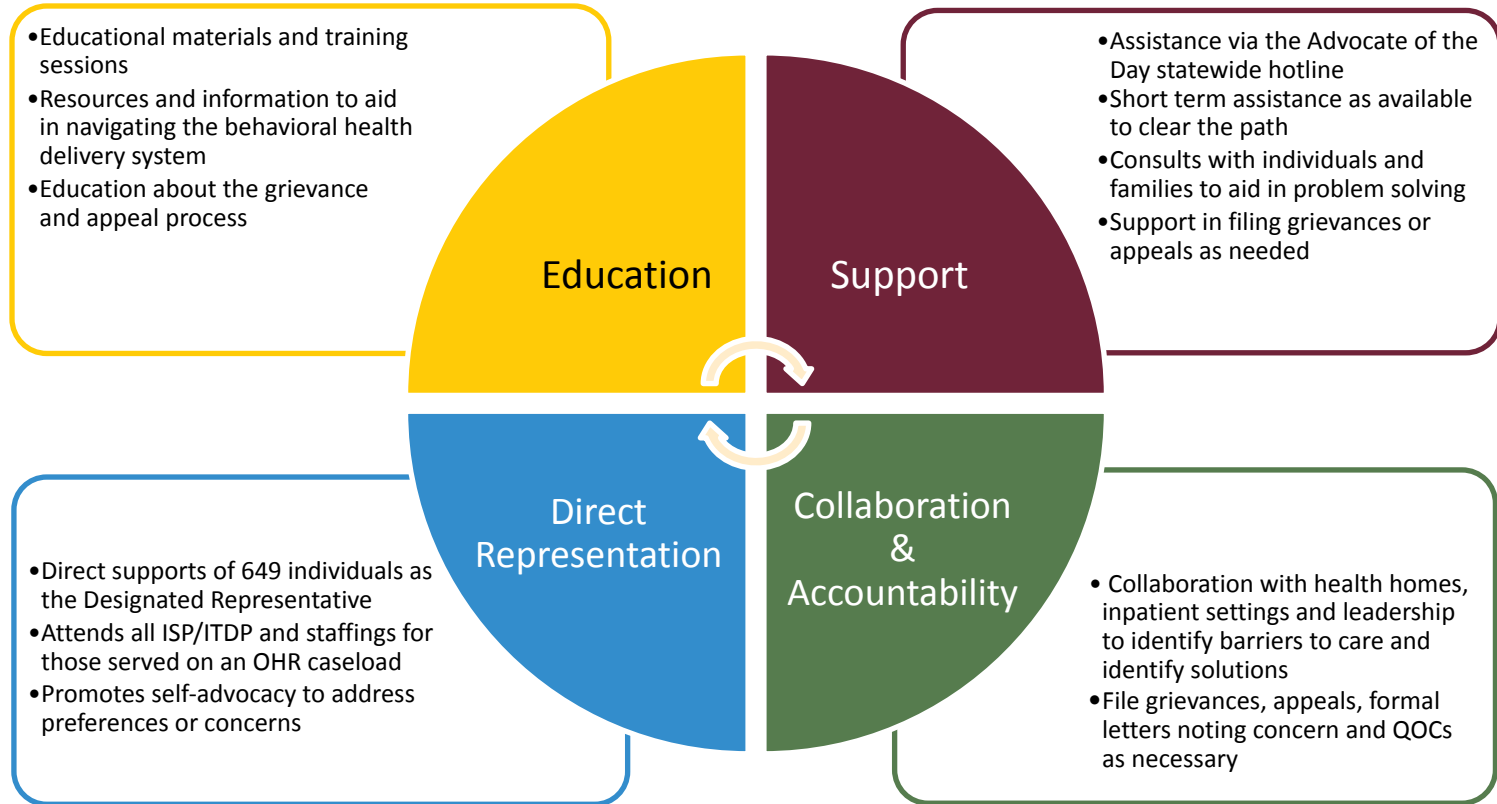 •Educational materials and training
sessions
•Resources and information to aid
in navigating the behavioral health
delivery system
•Education about the grievance
and appeal process
•Assistance via the Advocate of the
Day statewide hotline
•Short term assistance as available
to clear the path
•Consults with individuals and
families to aid in problem solving
•Support in filing grievances or
appeals as needed
Education
Support
Direct
Representation
Collaboration
&
Accountability
•Direct supports of 649 individuals as
the Designated Representative
•Attends all ISP/ITDP and staffings for
those served on an OHR caseload
•Promotes self-advocacy to address
preferences or concerns
• Collaboration with health homes,
inpatient settings and leadership
to identify barriers to care and
identify solutions
•File grievances, appeals, formal
letters noting concern and QOCs
as necessary